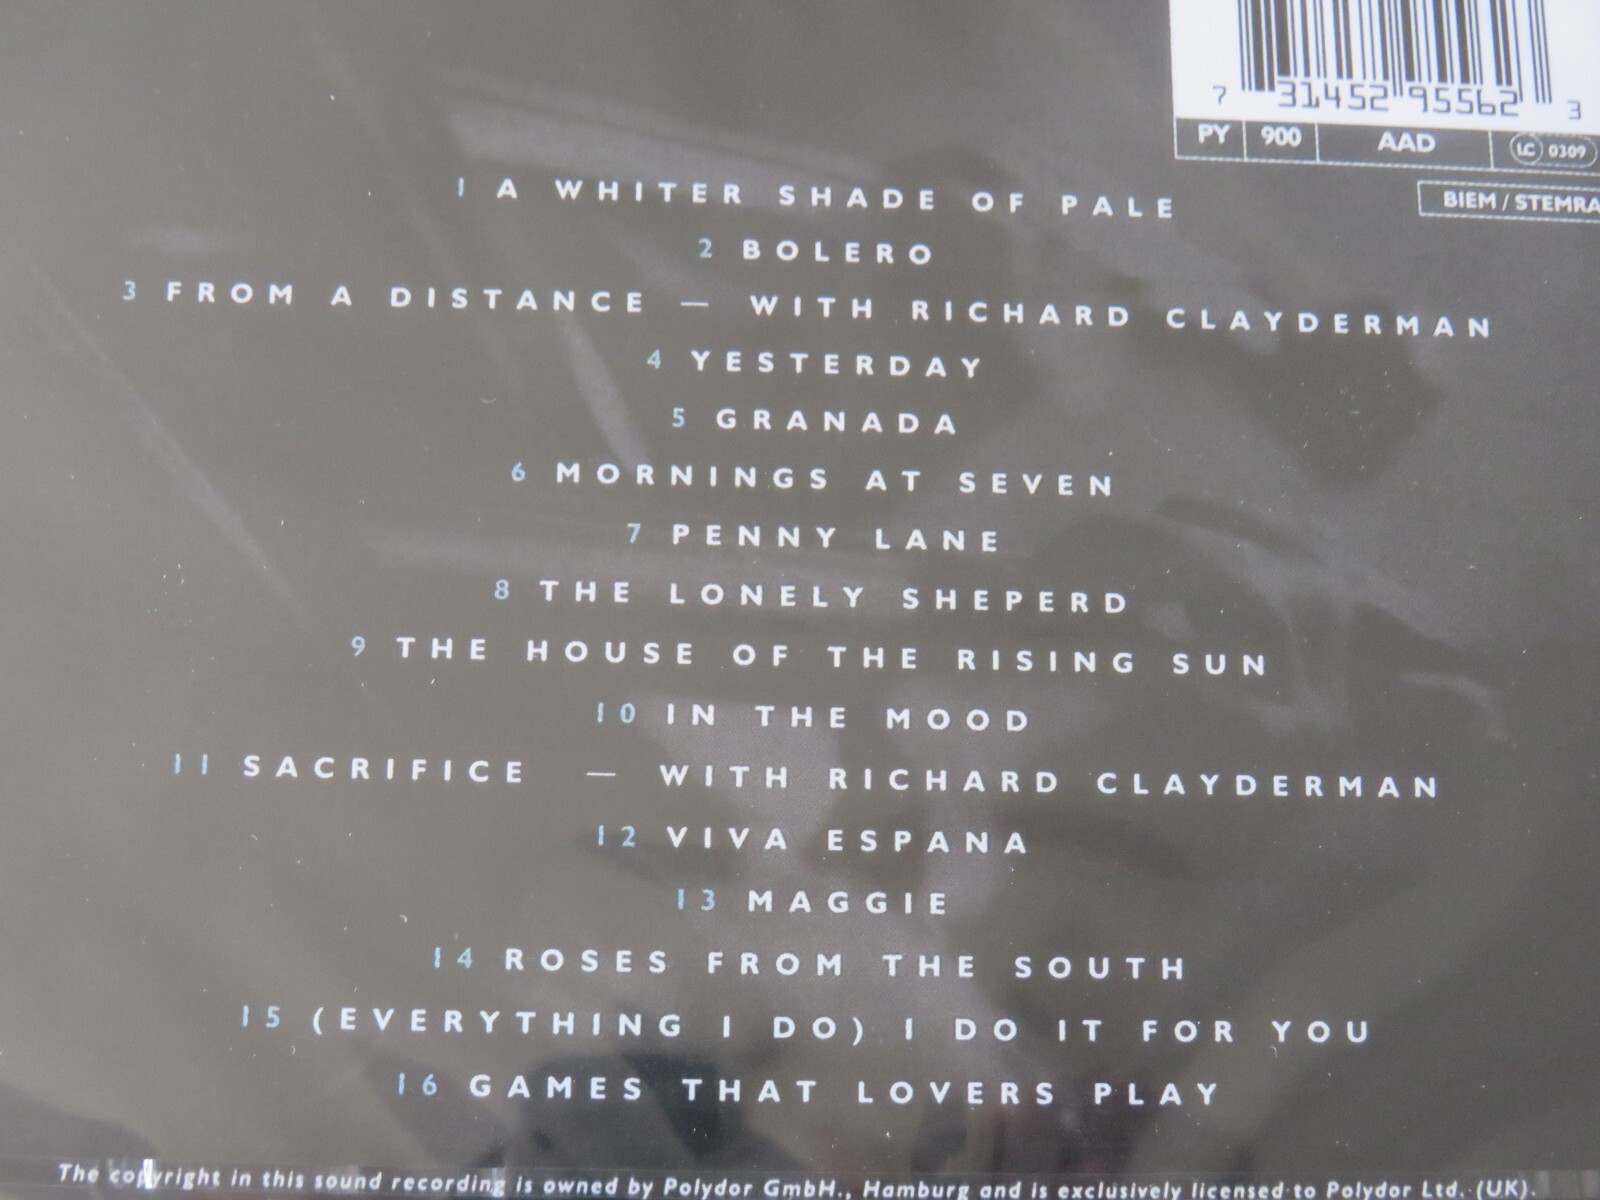 7 31452 95562 3
PY 900 AAD LC 0309
BIEM / STEMRA
1 A WHITER SHADE OF PALE
2 BOLERO
3 FROM A DISTANCE — WITH RICHARD CLAYDERMAN
4 YESTERDAY
5 GRANADA
6 MORNINGS AT SEVEN
7 PENNY LANE
8 THE LONELY SHEPERD
9 THE HOUSE OF THE RISING SUN
10 IN THE MOOD
11 SACRIFICE — WITH RICHARD CLAYDERMAN
12 VIVA ESPANA
13 MAGGIE
14 ROSES FROM THE SOUTH
15 (EVERYTHING I DO) I DO IT FOR YOU
16 GAMES THAT LOVERS PLAY
The copyright in this sound recording is owned by Polydor GmbH., Hamburg and is exclusively licensed to Polydor Ltd. (UK).